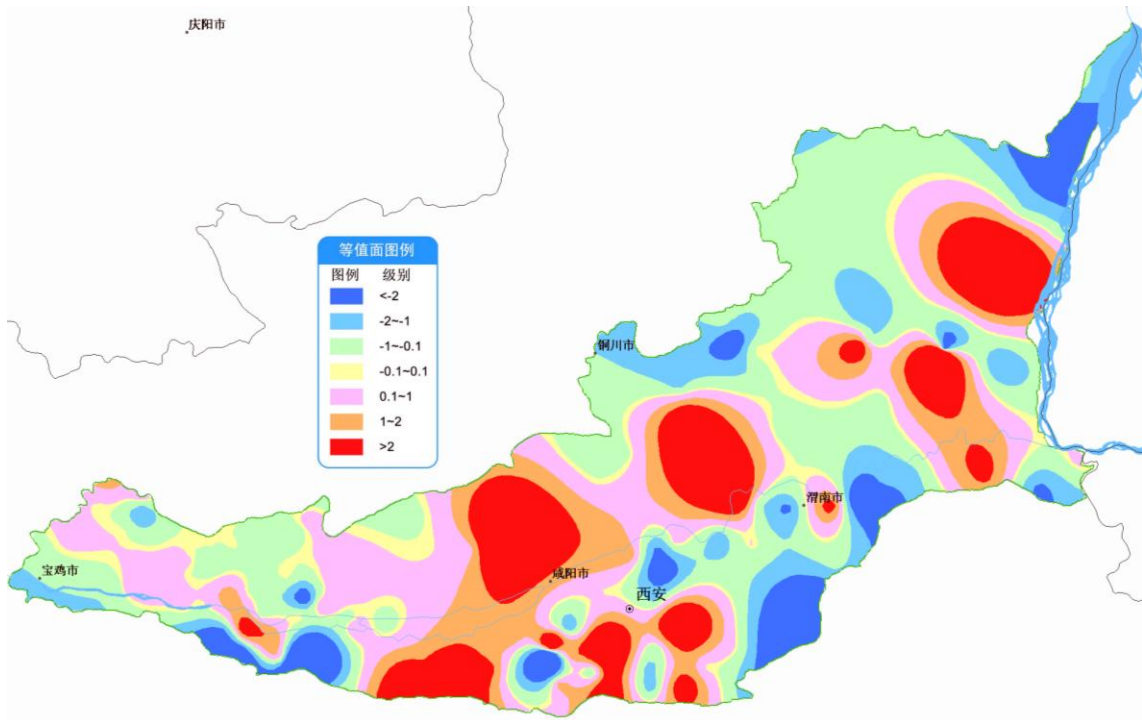 庆阳市
等值面图例
图例 级别
<-2
-2~-1
-1~-0.1
-0.1~0.1
0.1~1
1~2
>2
铜川市
渭南市
宝鸡市
咸阳市
西安